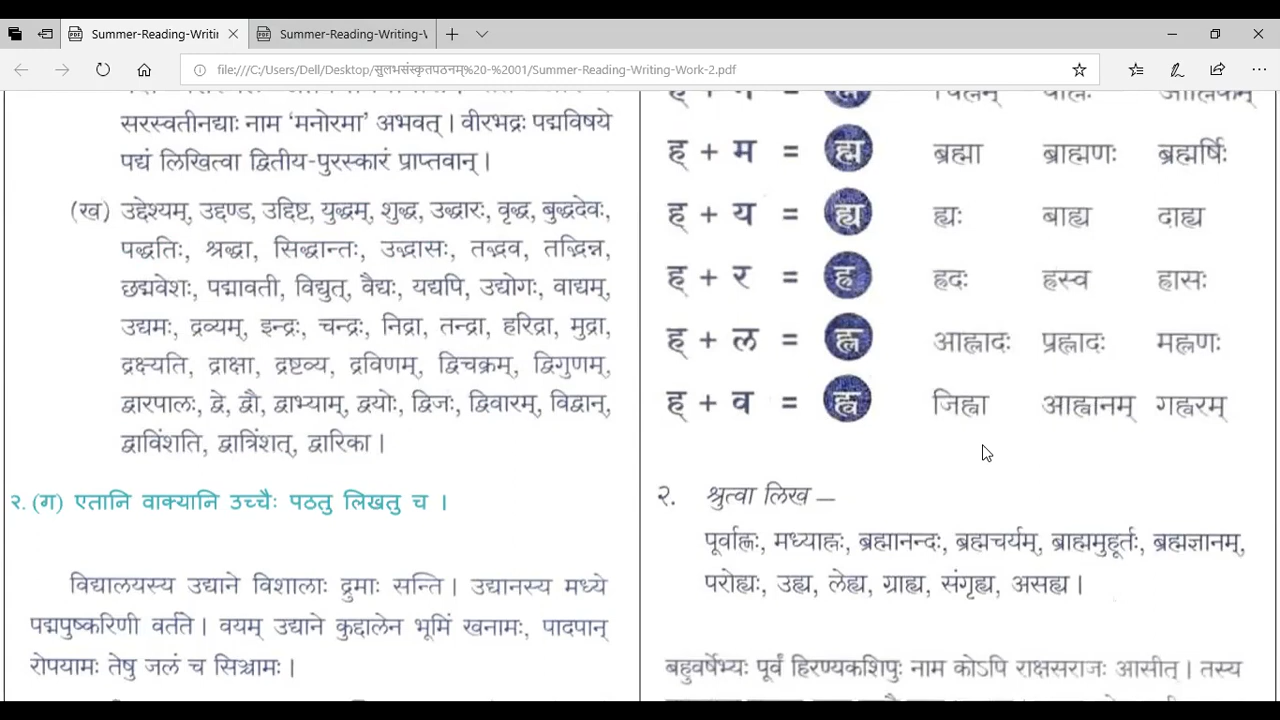 Summer-Reading-Writin
Summer-Reading-Writing-V
file:///C:/Users/Dell/Desktop/सुलभसंस्कृतपठनम्%20-%2001/Summer-Reading-Writing-Work-2.pdf
सरस्वतीनद्याः नाम ‘मनोरमा’ अभवत्। वीरभद्रः पद्मविषये
पद्यं लिखित्वा द्वितीय-पुरस्कारं प्राप्तवान्।
(ख) उद्देश्यम्, उद्दण्ड, उद्दिष्ट, युद्धम्, शुद्ध, उद्धारः, वृद्ध, बुद्धदेवः,
पद्धतिः, श्रद्धा, सिद्धान्तः, उद्भासः, तद्भव, तद्भिन्न,
छद्मवेशः, पद्मावती, विद्युत्, वैद्यः, यद्यपि, उद्योगः, वाद्यम्,
उद्यमः, द्रव्यम्, इन्द्रः, चन्द्रः, निद्रा, तन्द्रा, हरिद्रा, मुद्रा,
द्रक्ष्यति, द्राक्षा, द्रष्टव्य, द्रविणम्, द्विचक्रम्, द्विगुणम्,
द्वारपालः, द्वे, द्वौ, द्वाभ्याम्, द्वयोः, द्विजः, द्विवारम्, विद्वान्,
द्वाविंशति, द्वात्रिंशत्, द्वारिका।
२. (ग) एतानि वाक्यानि उच्चैः पठतु लिखतु च ।
विद्यालयस्य उद्याने विशालाः द्रुमाः सन्ति। उद्यानस्य मध्ये
पद्मपुष्करिणी वर्तते। वयम् उद्याने कुद्दालेन भूमिं खनामः, पादपान्
रोपयामः तेषु जलं च सिञ्चामः।
ह् + म = ह्म ब्रह्मा ब्राह्मणः ब्रह्मर्षिः
ह् + य = ह्य ह्यः बाह्य दाह्य
ह् + र = ह्र ह्रदः ह्रस्व ह्रासः
ह् + ल = ह्ल आह्लादः प्रह्लादः मह्लणः
ह् + व = ह्व जिह्वा आह्वानम् गह्वरम्
२. श्रुत्वा लिख —
पूर्वाह्णः, मध्याह्नः, ब्रह्मानन्दः, ब्रह्मचर्यम्, ब्राह्ममुहूर्तः, ब्रह्मज्ञानम्,
परोह्यः, उह्य, लेह्य, ग्राह्य, संगृह्य, असह्य।
बहुवर्षेभ्यः पूर्वं हिरण्यकशिपुः नाम कोऽपि राक्षसराजः आसीत्। तस्य